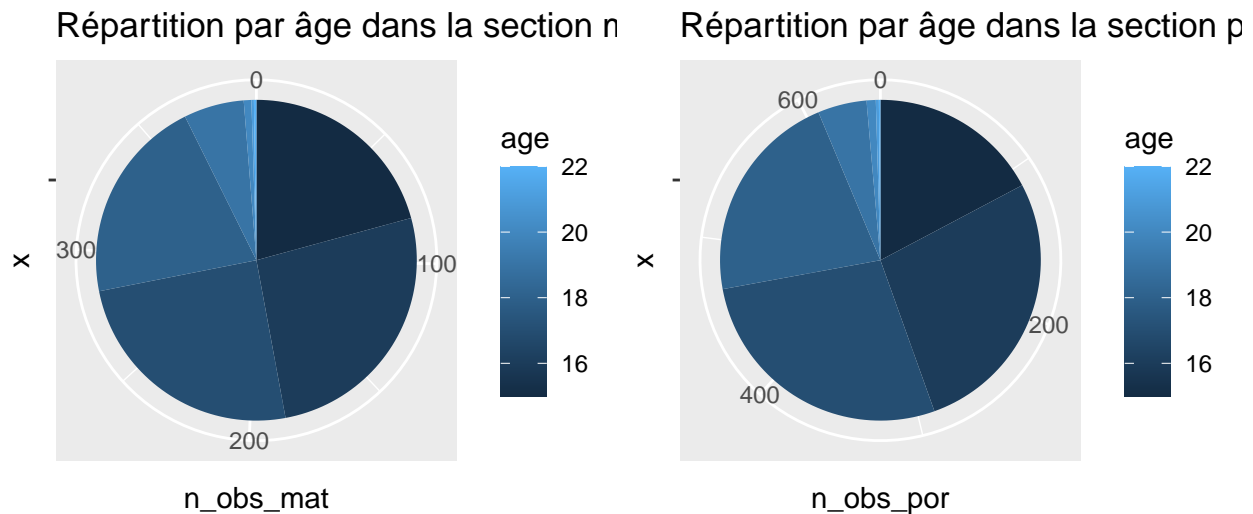 Répartition par âge dans la section
0
100
200
300
x
n_obs_mat
age
22
20
18
16
Répartition par âge dans la section p
0
200
400
600
x
n_obs_por
age
22
20
18
16